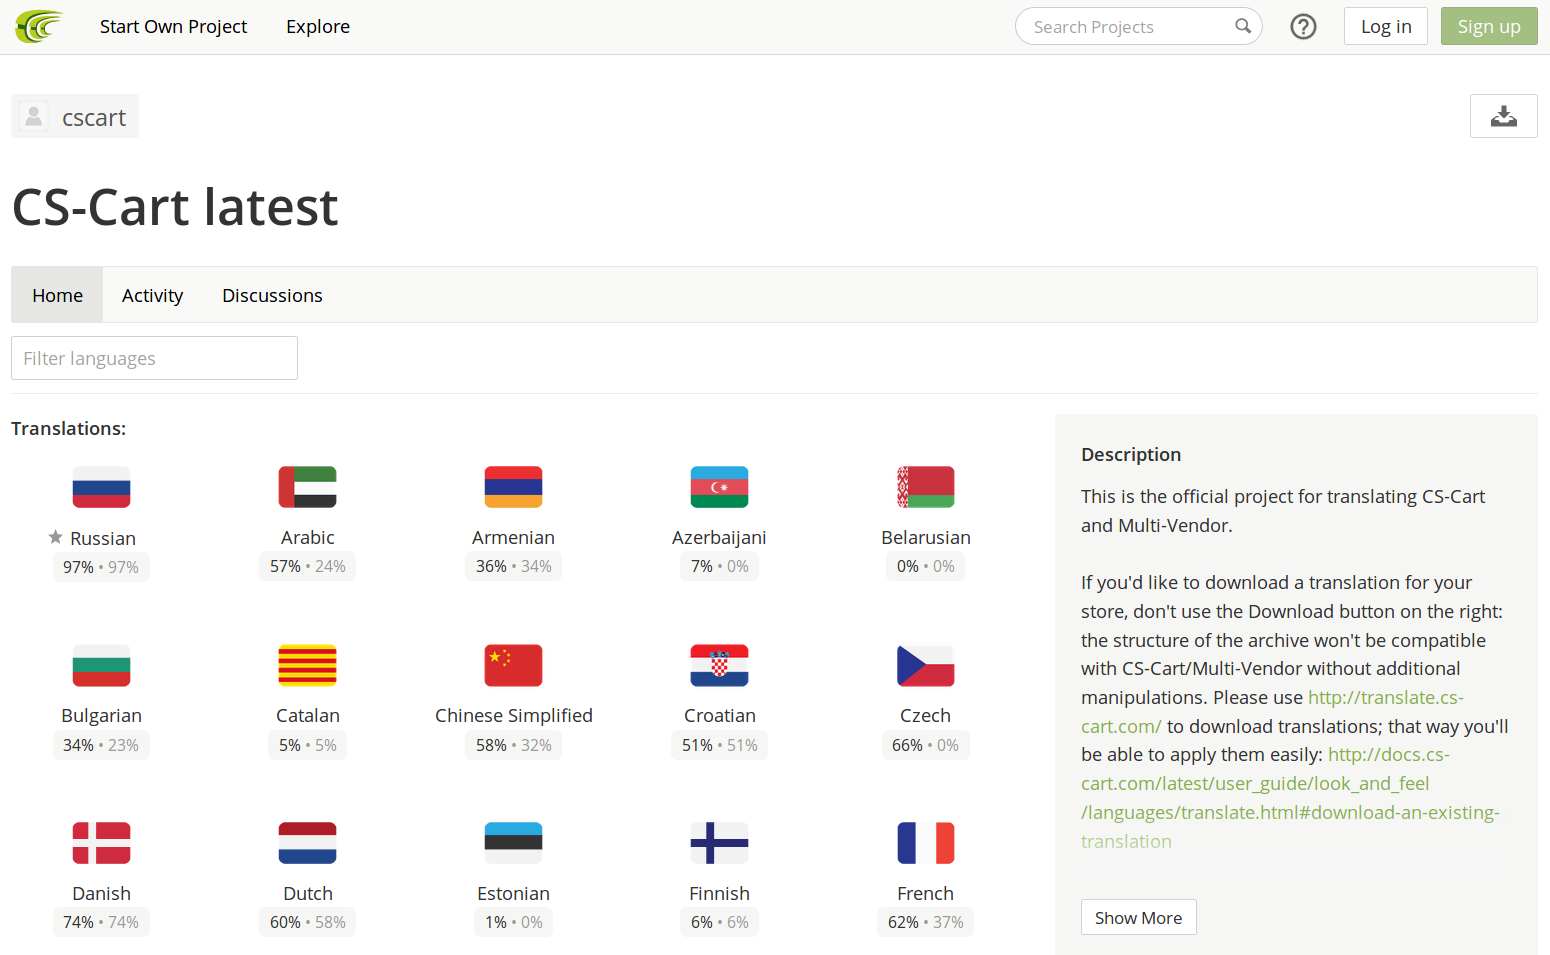 Start Own Project
Explore
Search Projects
Log in
Sign up
cscart
CS-Cart latest
Home
Activity
Discussions
Filter languages
Translations:
Russian
97% • 97%
Arabic
57% • 24%
Armenian
36% • 34%
Azerbaijani
7% • 0%
Belarusian
0% • 0%
Bulgarian
34% • 23%
Catalan
5% • 5%
Chinese Simplified
58% • 32%
Croatian
51% • 51%
Czech
66% • 0%
Danish
74% • 74%
Dutch
60% • 58%
Estonian
1% • 0%
Finnish
6% • 6%
French
62% • 37%
Description
This is the official project for translating CS-Cart
and Multi-Vendor.
If you'd like to download a translation for your
store, don't use the Download button on the right:
the structure of the archive won't be compatible
with CS-Cart/Multi-Vendor without additional
manipulations. Please use http://translate.cs-
cart.com/ to download translations; that way you'll
be able to apply them easily: http://docs.cs-
cart.com/latest/user_guide/look_and_feel
/languages/translate.html#download-an-existing-
translation
Show More